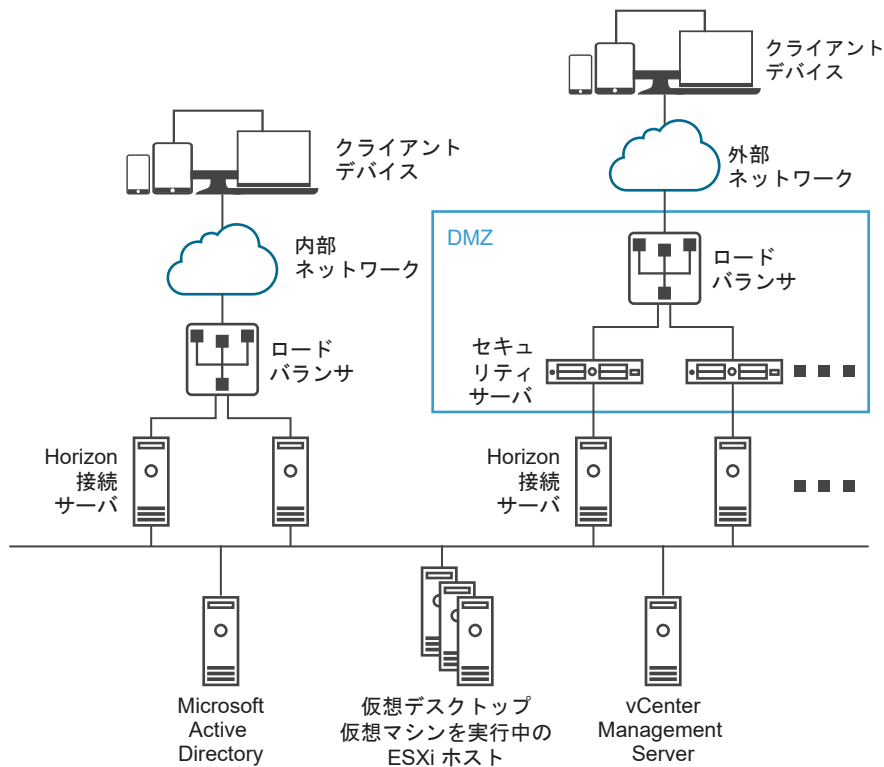 クライアント
デバイス
外部
ネットワーク
DMZ
ロード
バランサ
セキュ
リティ
サーバ
Horizon
接続
サーバ
クライアント
デバイス
内部
ネットワーク
ロード
バランサ
Horizon
接続
サーバ
Microsoft
Active
Directory
仮想デスクトップ
仮想マシンを実行中の
ESXi ホスト
vCenter
Management
Server